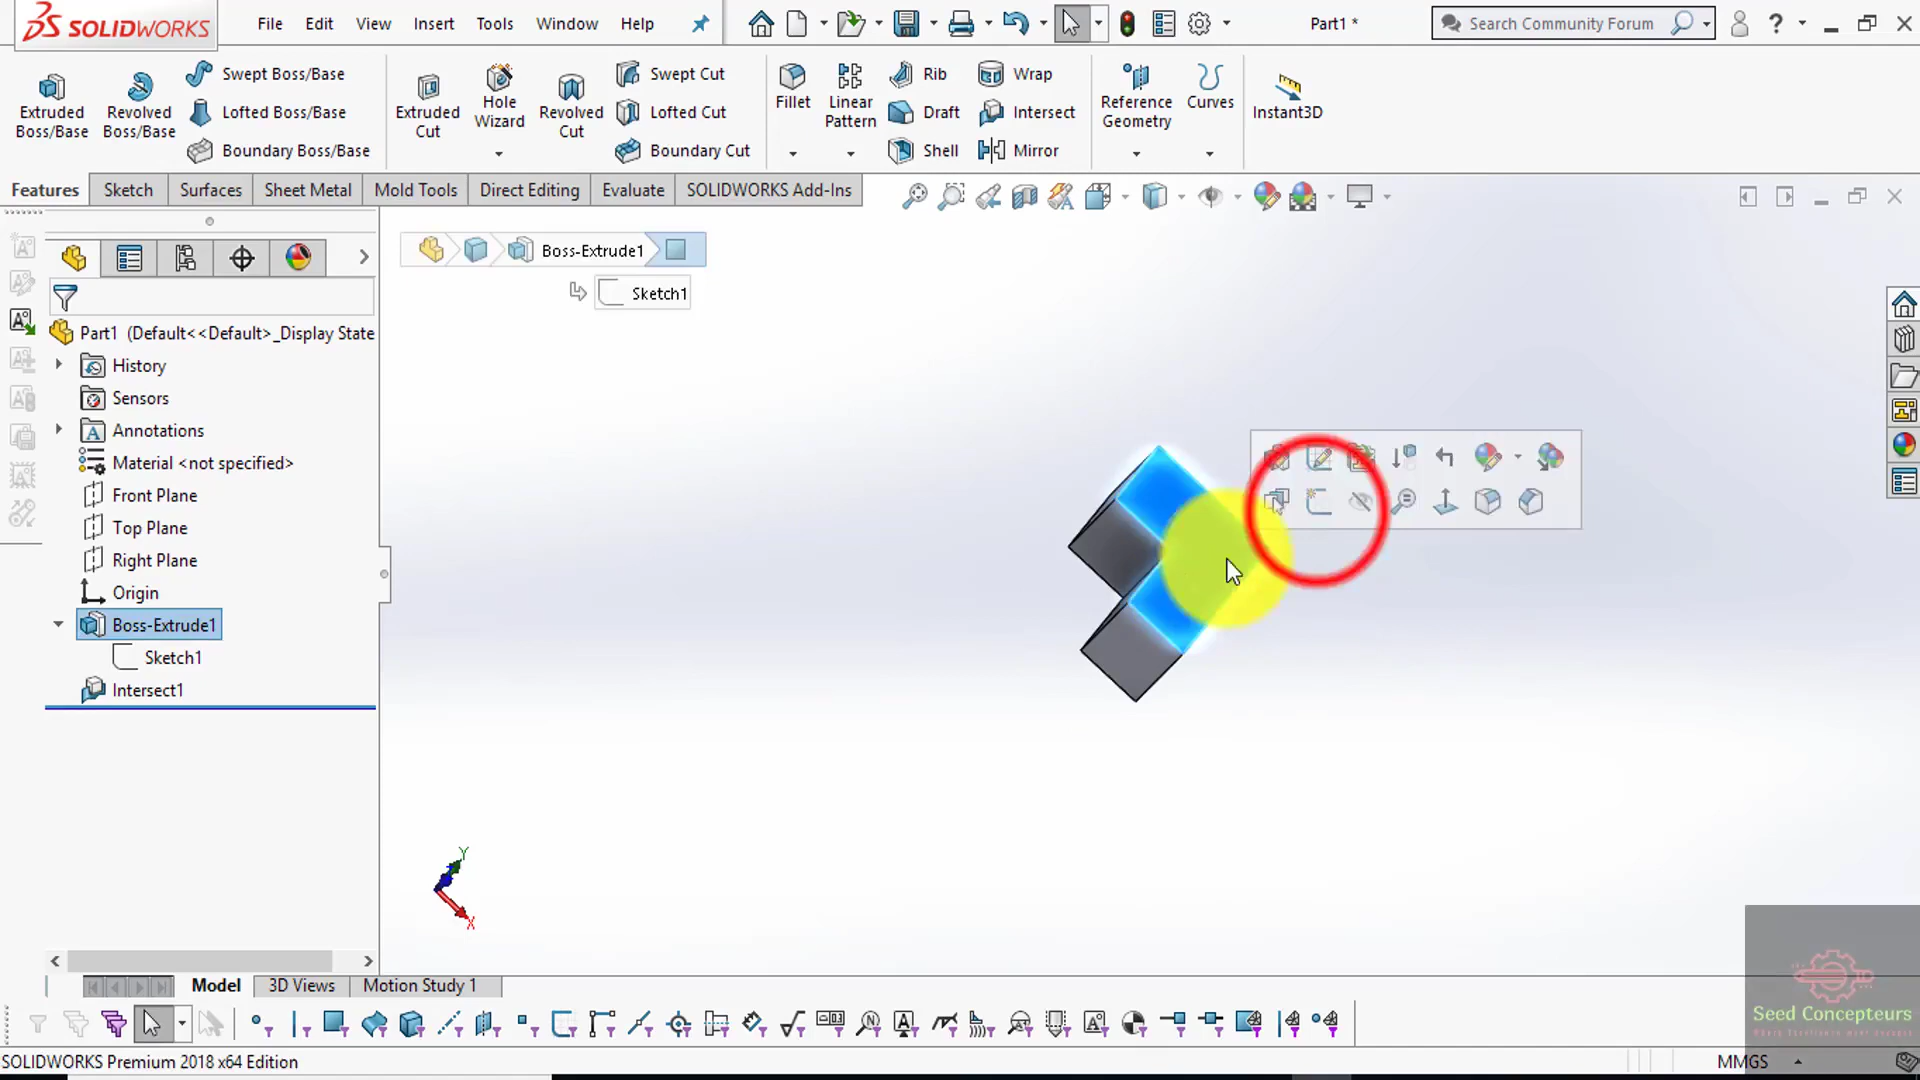 SOLIDWORKS
File Edit View Insert Tools Window Help
Part1 *
Search Community Forum
Extruded Boss/Base
Revolved Boss/Base
Swept Boss/Base
Lofted Boss/Base
Boundary Boss/Base
Extruded Cut
Hole Wizard
Revolved Cut
Swept Cut
Lofted Cut
Boundary Cut
Fillet
Linear Pattern
Rib
Draft
Shell
Wrap
Intersect
Mirror
Reference Geometry
Curves
Instant3D
Features Sketch Surfaces Sheet Metal Mold Tools Direct Editing Evaluate SOLIDWORKS Add-Ins
Boss-Extrude1
Sketch1
Part1 (Default<<Default>_Display State
History
Sensors
Annotations
Material <not specified>
Front Plane
Top Plane
Right Plane
Origin
Boss-Extrude1
Sketch1
Intersect1
Y
X
Model 3D Views Motion Study 1
Seed Concepteurs
SOLIDWORKS Premium 2018 x64 Edition
MMGS